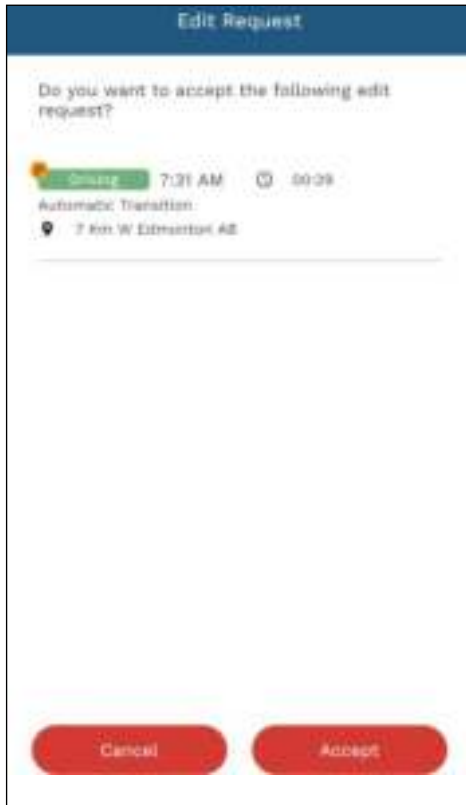 Edit Request
Do you want to accept the following edit
request?
Driving 7:31 AM 00:29
Automatic Transition
7 Km W Edmonton AB
Cancel Accept